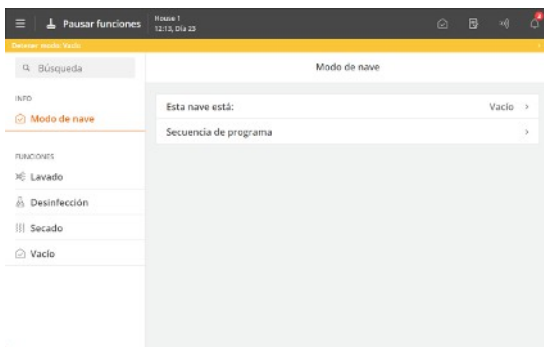 Pausar funciones
House 1
12:13, Día 23
Detener modo: Vacío
Búsqueda
Modo de nave
INFO
Modo de nave
Esta nave está: Vacío
Secuencia de programa
FUNCIONES
Lavado
Desinfección
Secado
Vacío